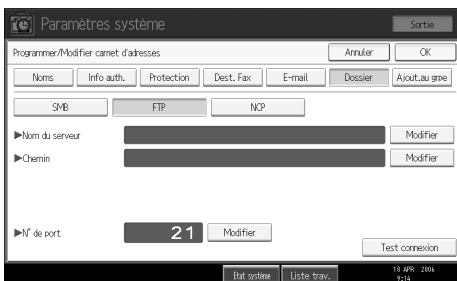 Paramètres système
Sortie
Programmer/Modifier carnet d'adresses
Annuler
OK
Noms
Info auth.
Protection
Dest. Fax
E-mail
Dossier
Ajout.au grpe
SMB
FTP
NCP
►Nom du serveur
Modifier
►Chemin
Modifier
►N° de port
21
Modifier
Test connexion
Etat système
Liste trav.
18 APR 2006
9:14